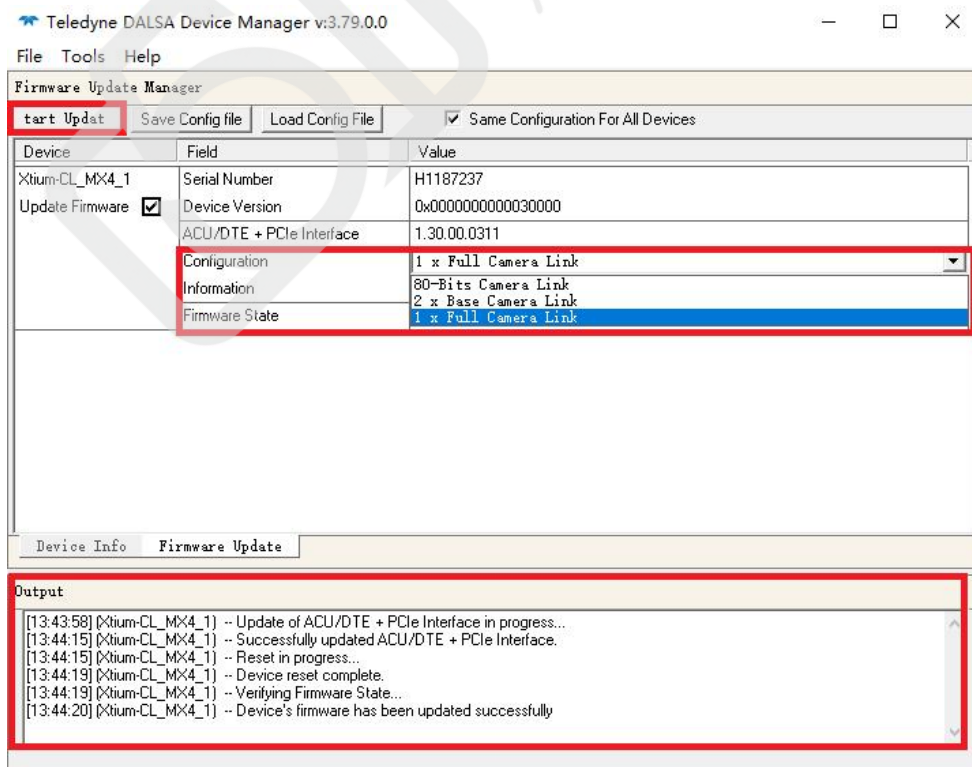 Teledyne DALSA Device Manager v:3.79.0.0
File Tools Help
Firmware Update Manager
tart Updat Save Config file Load Config File Same Configuration For All Devices
Device Field Value
Xtium-CL_MX4_1 Serial Number H1187237
Update Firmware Device Version 0x0000000000030000
ACU/DTE + PCIe Interface 1.30.00.0311
Configuration 1 x Full Camera Link
80-Bits Camera Link
Information 2 x Base Camera Link
Firmware State 1 x Full Camera Link
Device Info Firmware Update
Output
[13:43:58] (Xtium-CL_MX4_1) -- Update of ACU/DTE + PCIe Interface in progress...
[13:44:15] (Xtium-CL_MX4_1) -- Successfully updated ACU/DTE + PCIe Interface.
[13:44:15] (Xtium-CL_MX4_1) -- Reset in progress...
[13:44:19] (Xtium-CL_MX4_1) -- Device reset complete.
[13:44:19] (Xtium-CL_MX4_1) -- Verifying Firmware State...
[13:44:20] (Xtium-CL_MX4_1) -- Device's firmware has been updated successfully